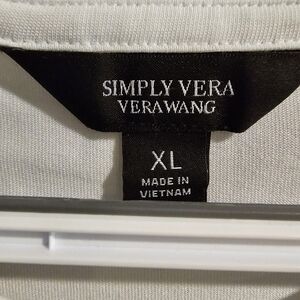 SIMPLY VERA
VERAWANG
XL
MADE IN
VIETNAM